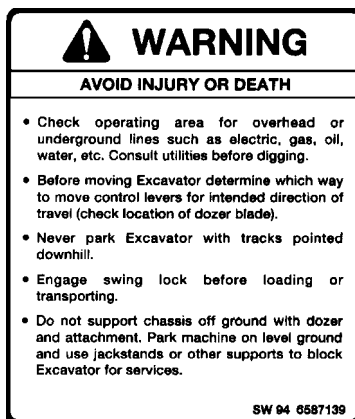 WARNING
AVOID INJURY OR DEATH
• Check operating area for overhead or
underground lines such as electric, gas, oil,
water, etc. Consult utilities before digging.
• Before moving Excavator determine which way
to move control levers for intended direction of
travel (check location of dozer blade).
• Never park Excavator with tracks pointed
downhill.
• Engage swing lock before loading or
transporting.
• Do not support chassis off ground with dozer
and attachment. Park machine on level ground
and use jackstands or other supports to block
Excavator for services.
SW 94 6587139